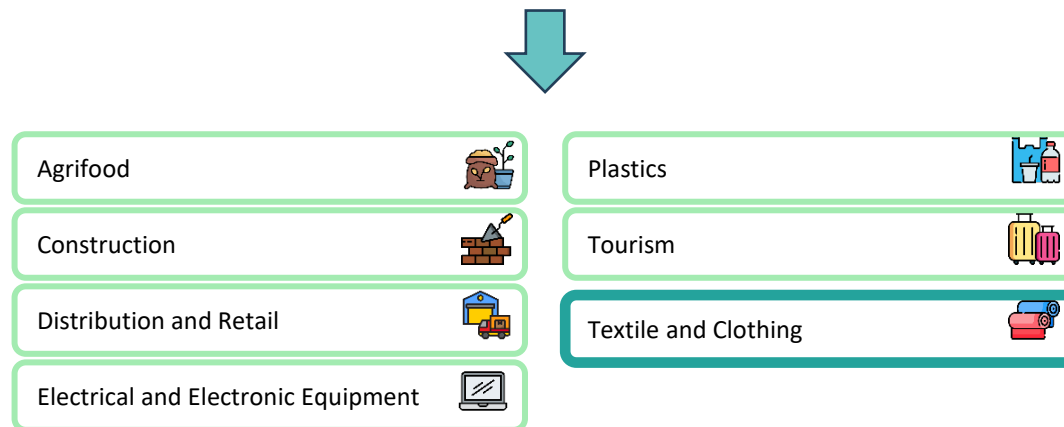 Agrifood
Construction
Distribution and Retail
Electrical and Electronic Equipment
Plastics
Tourism
Textile and Clothing